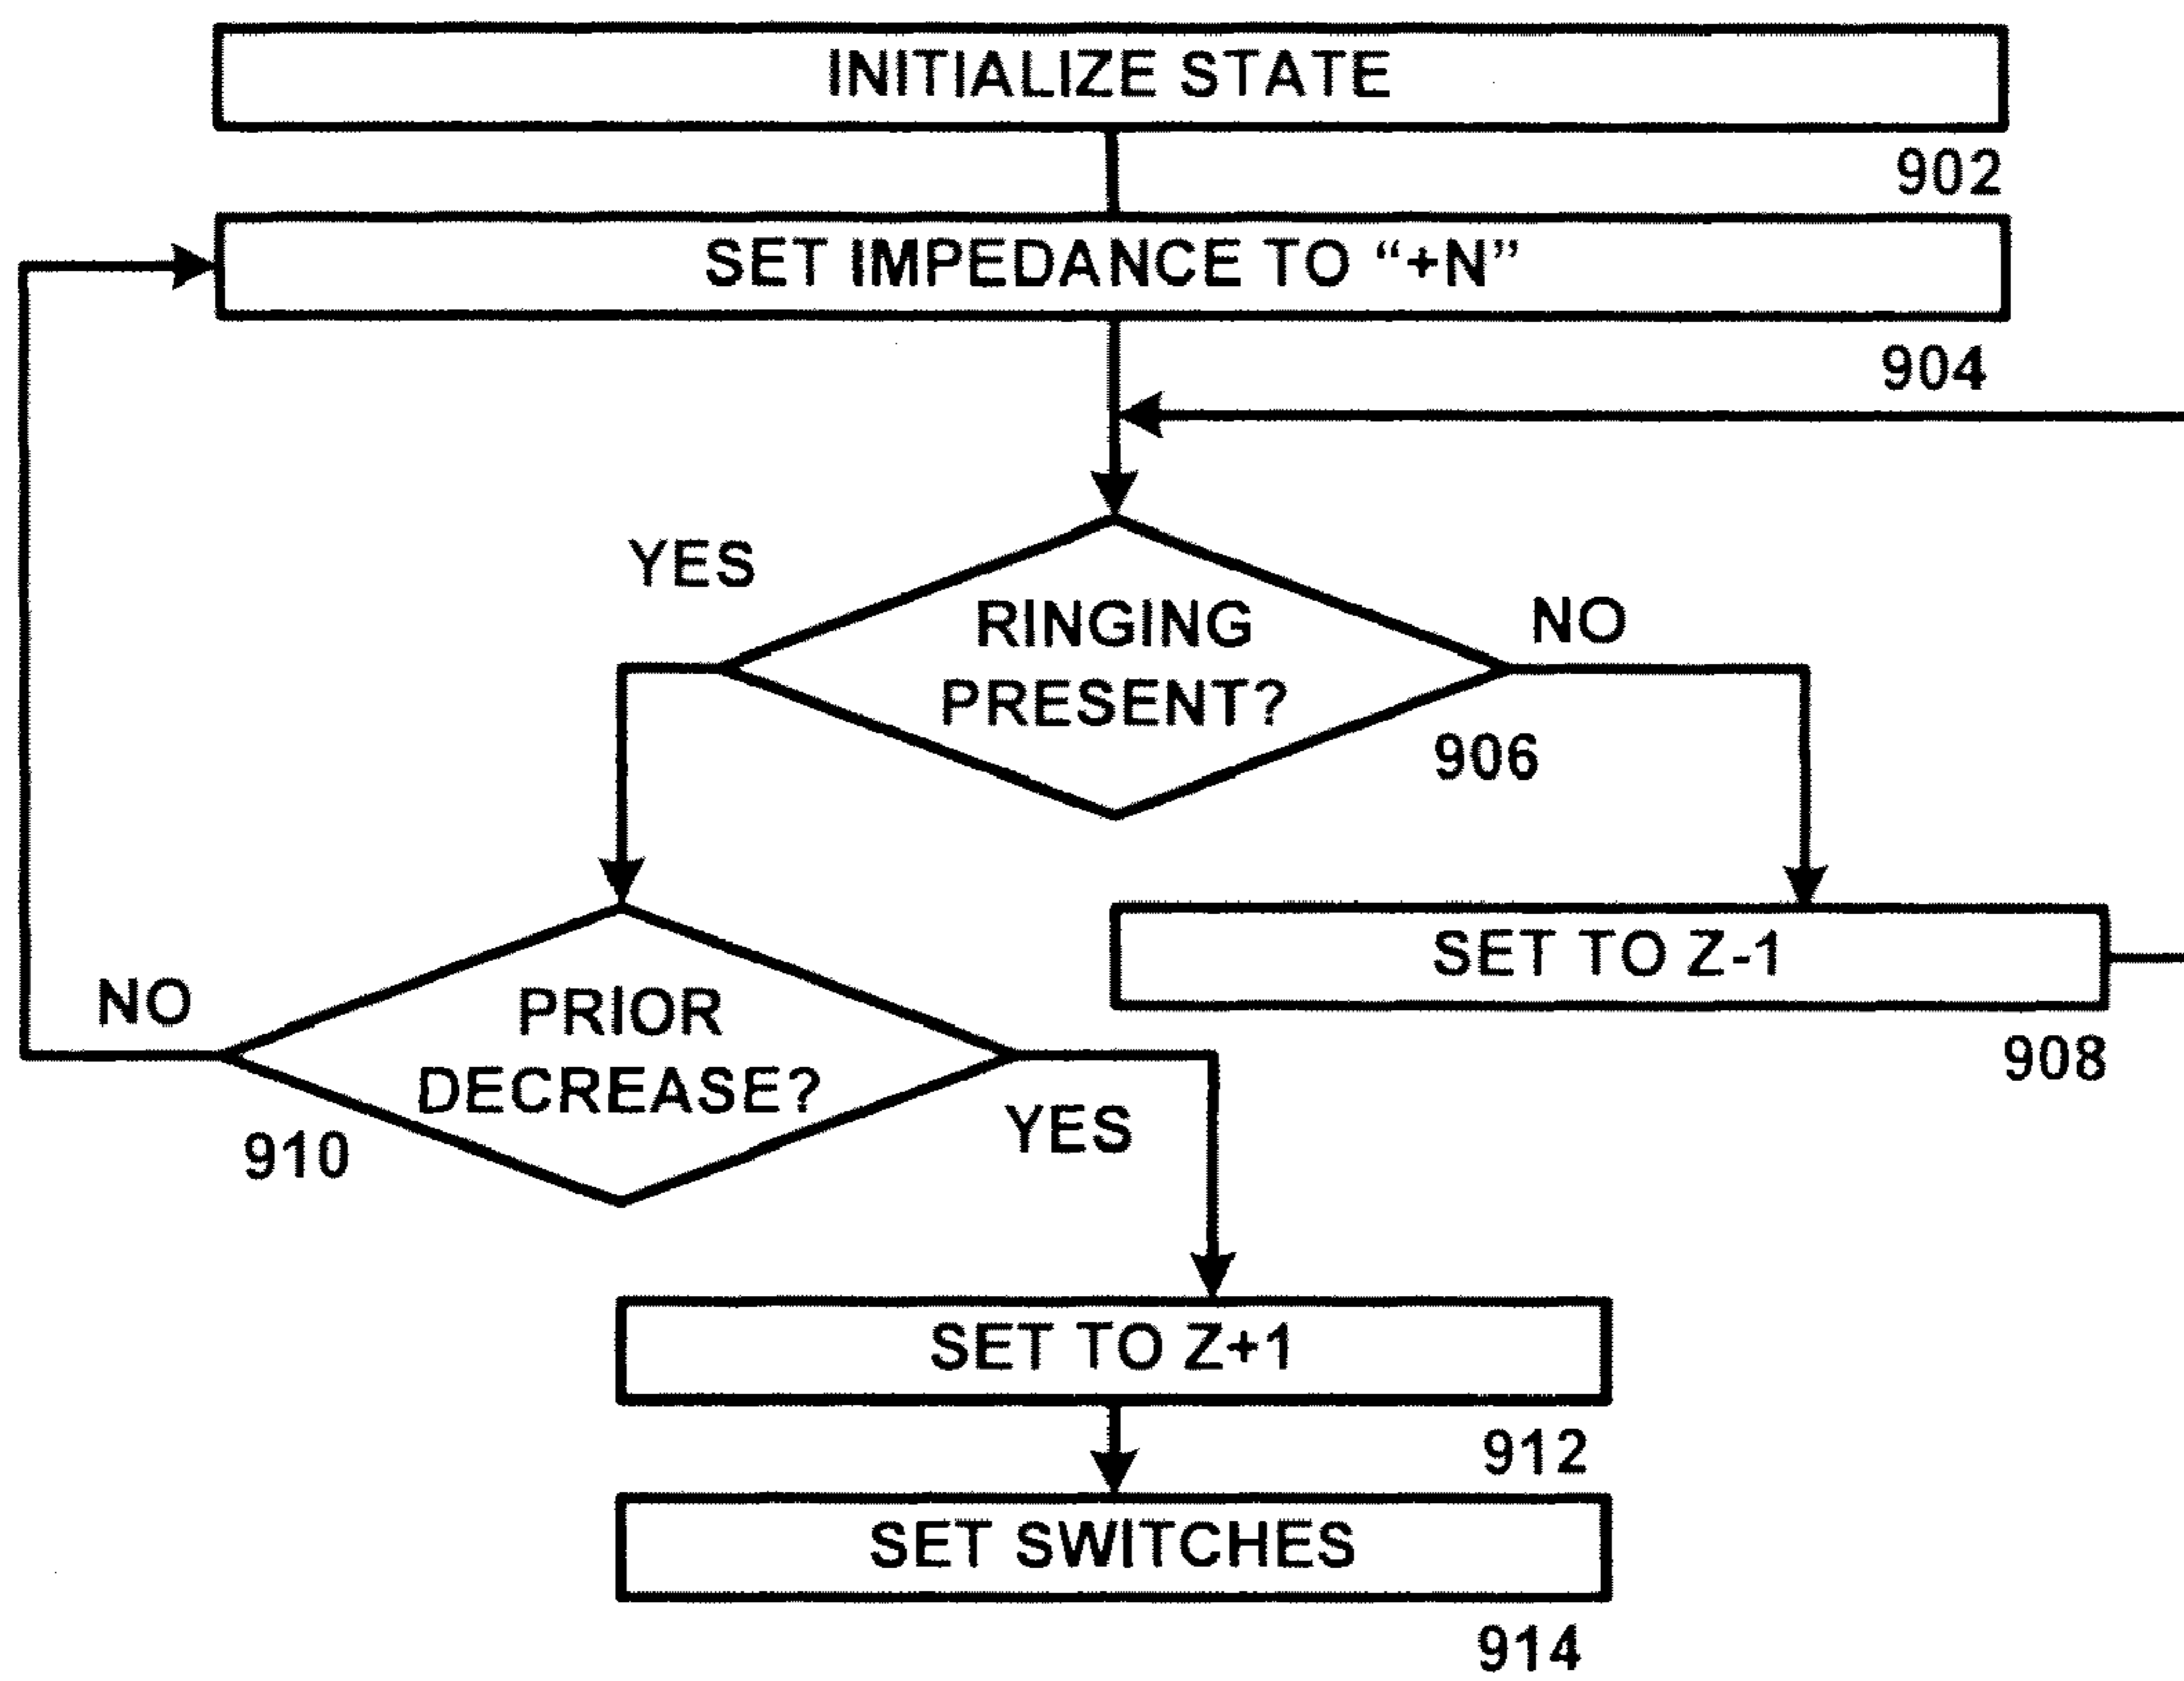 INITIALIZE STATE
902
SET IMPEDANCE TO “+N”
904
YES
NO
RINGING
PRESENT?
906
SET TO Z-1
908
NO
PRIOR
DECREASE?
YES
910
SET TO Z+1
912
SET SWITCHES
914